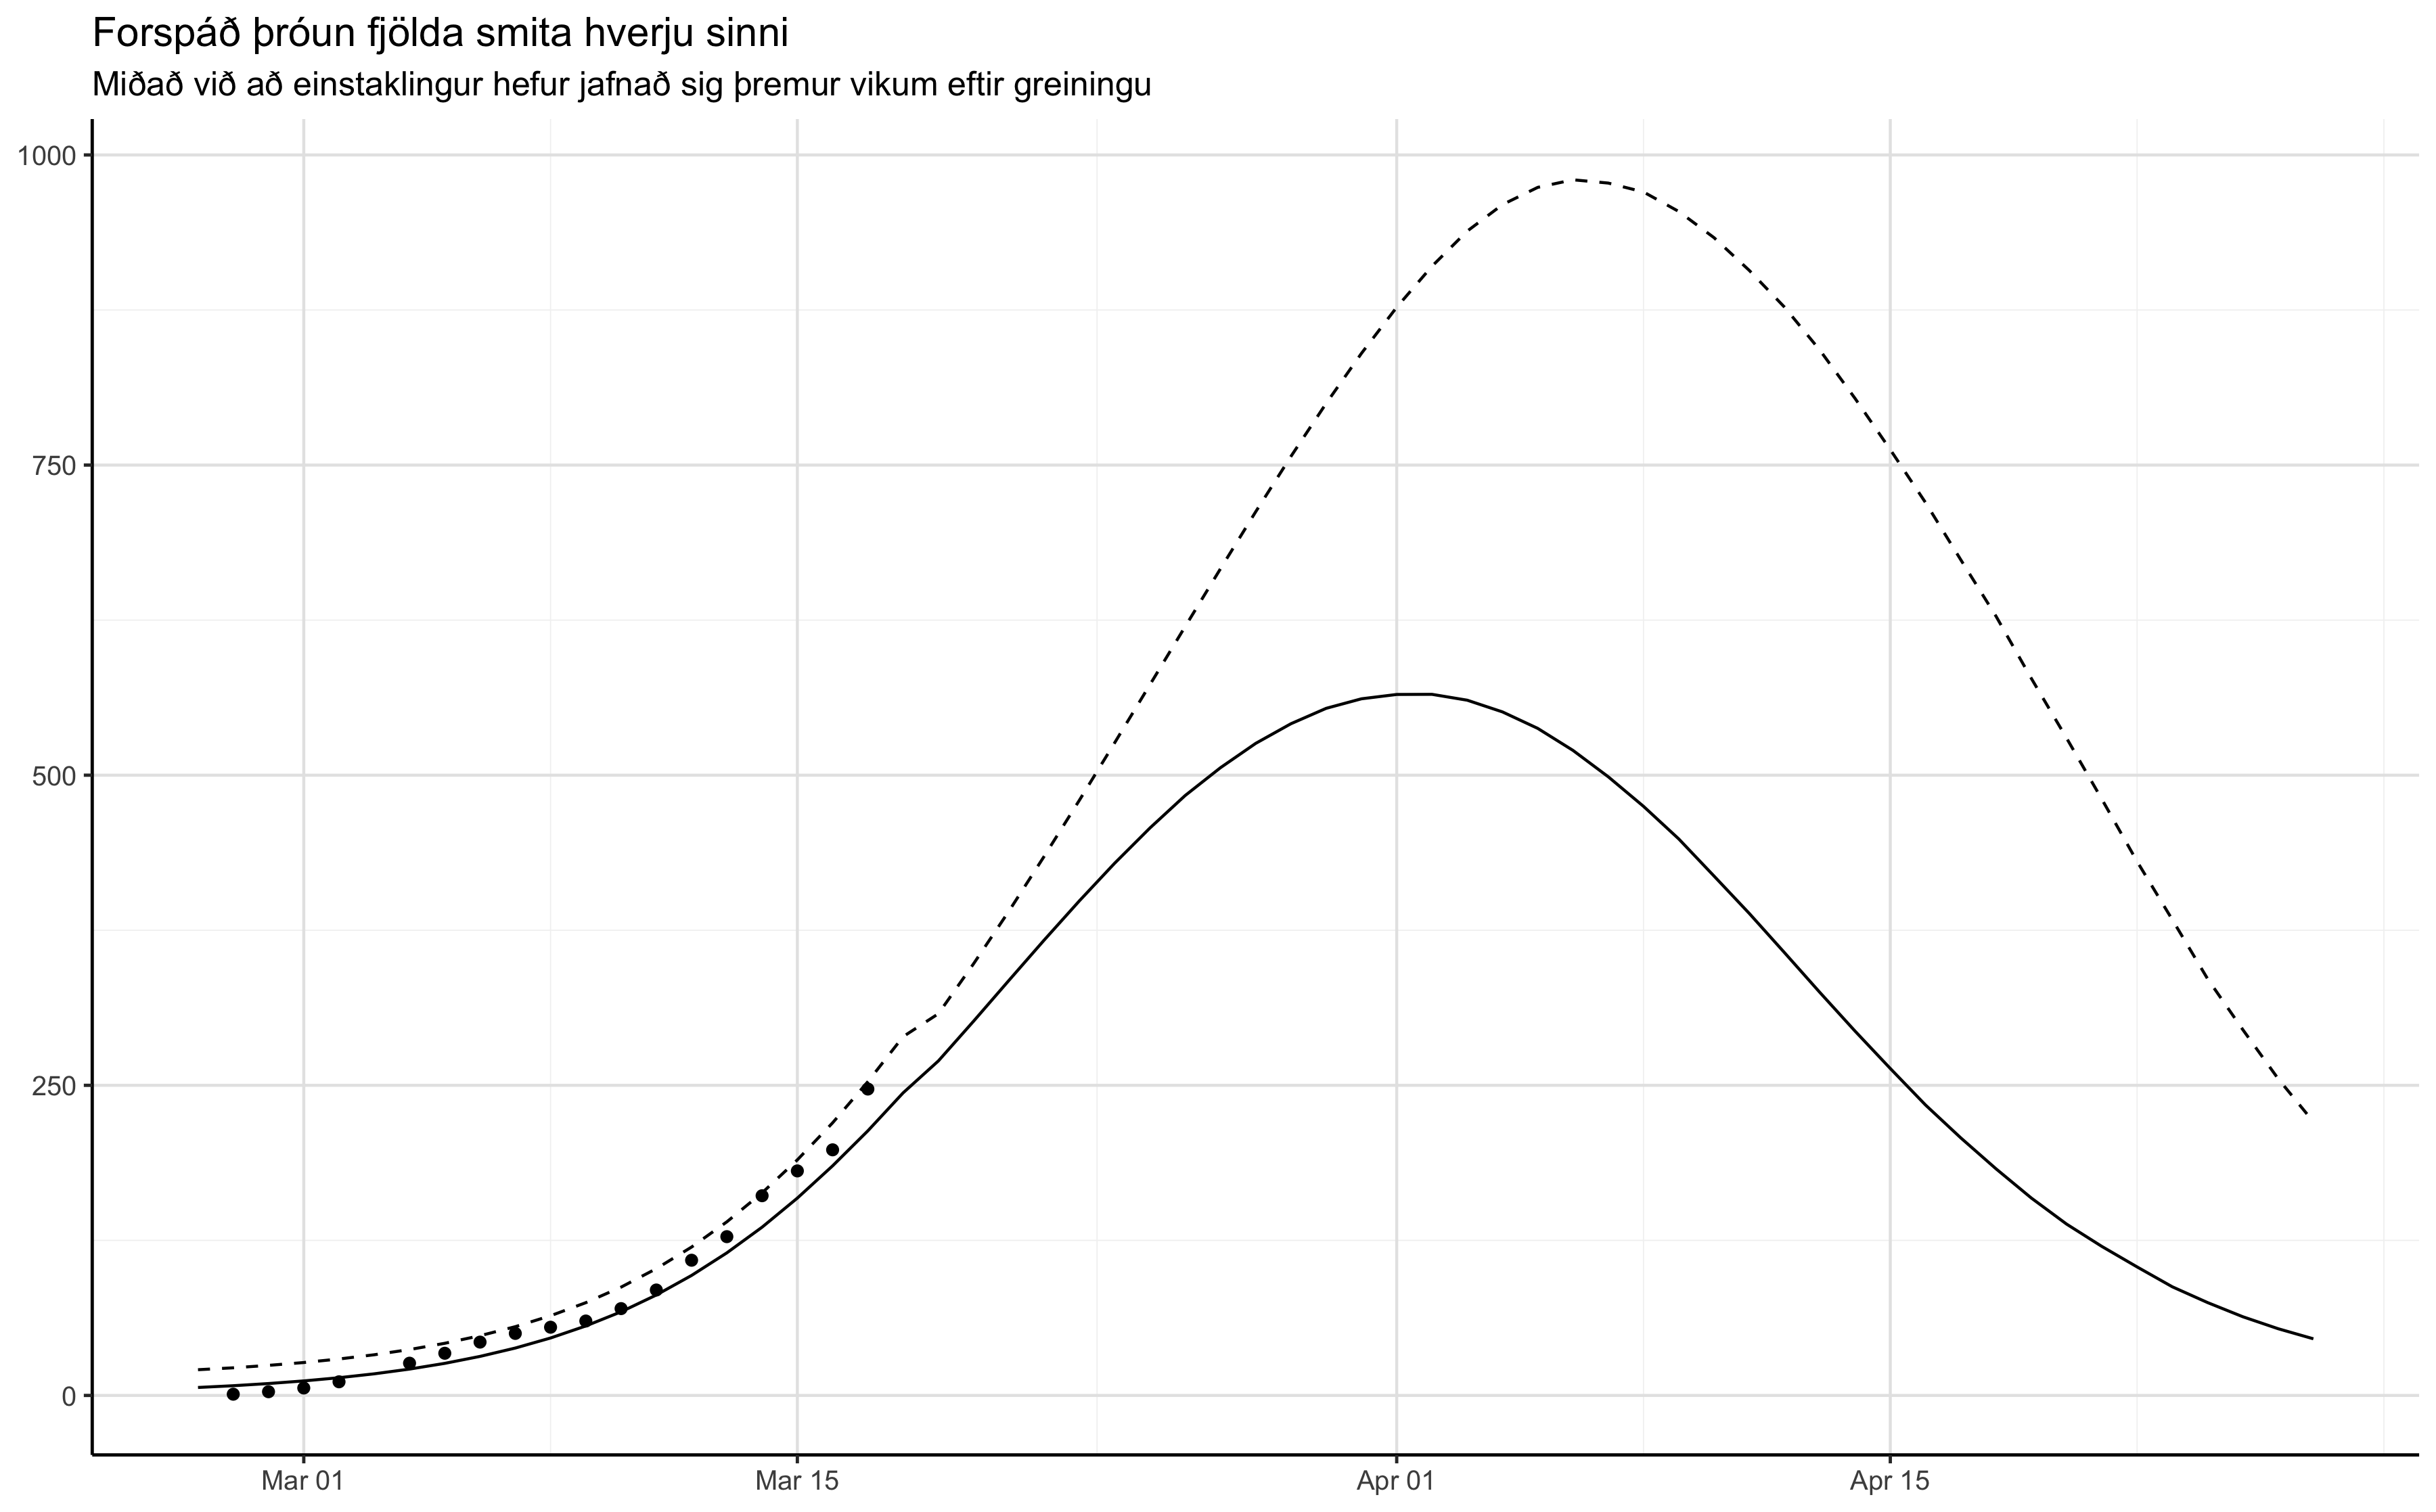 Forspáð þróun fjölda smita hverju sinni
Miðað við að einstaklingur hefur jafnað sig þremur vikum eftir greiningu
1000
750
500
250
0
Mar 01 Mar 15 Apr 01 Apr 15